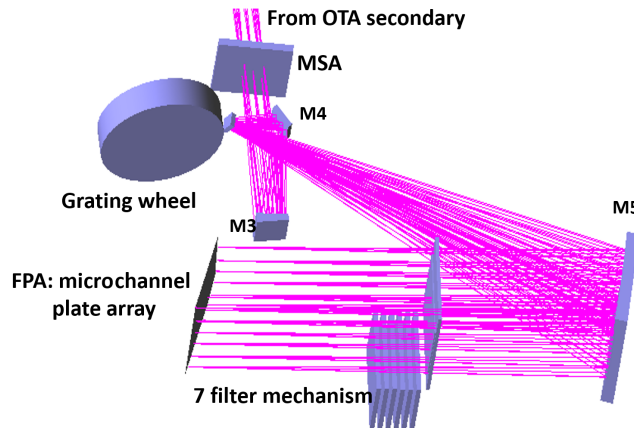 From OTA secondary
MSA
M4
Grating wheel
M3
M5
FPA: microchannel
plate array
7 filter mechanism